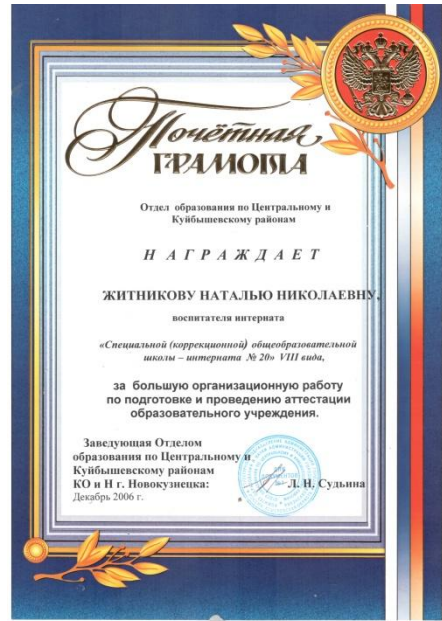 Почётная
ГРАМОТА
Отдел образования по Центральному и
Куйбышевскому районам
Н А Г Р А Ж Д А Е Т
ЖИТНИКОВУ НАТАЛЬЮ НИКОЛАЕВНУ,
воспитателя интерната
«Специальной (коррекционной) общеобразовательной
школы – интерната № 20» VIII вида,
за большую организационную работу
по подготовке и проведению аттестации
образовательного учреждения.
Заведующая Отделом
образования по Центральному и
Куйбышевскому районам
КО и Н г. Новокузнецка: Л. Н. Судьина
Декабрь 2006 г.